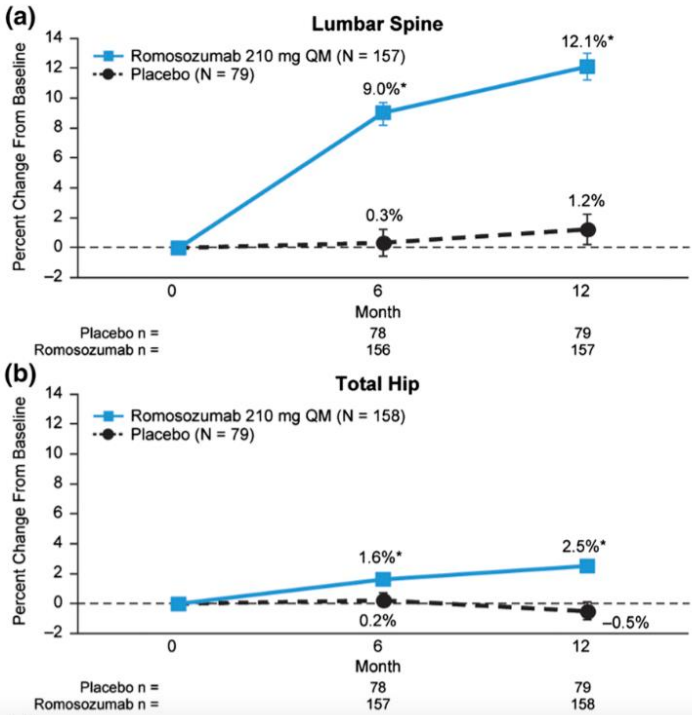 (a)
Lumbar Spine
Percent Change From Baseline
14
12
10
8
6
4
2
0
–2
Romosozumab 210 mg QM (N = 157)
Placebo (N = 79)
9.0%*
12.1%*
0.3%
1.2%
0 6 12
Month
Placebo n = 78 79
Romosozumab n = 156 157
(b)
Total Hip
Percent Change From Baseline
14
12
10
8
6
4
2
0
–2
Romosozumab 210 mg QM (N = 158)
Placebo (N = 79)
1.6%*
2.5%*
0.2%
–0.5%
0 6 12
Month
Placebo n = 78 79
Romosozumab n = 157 158